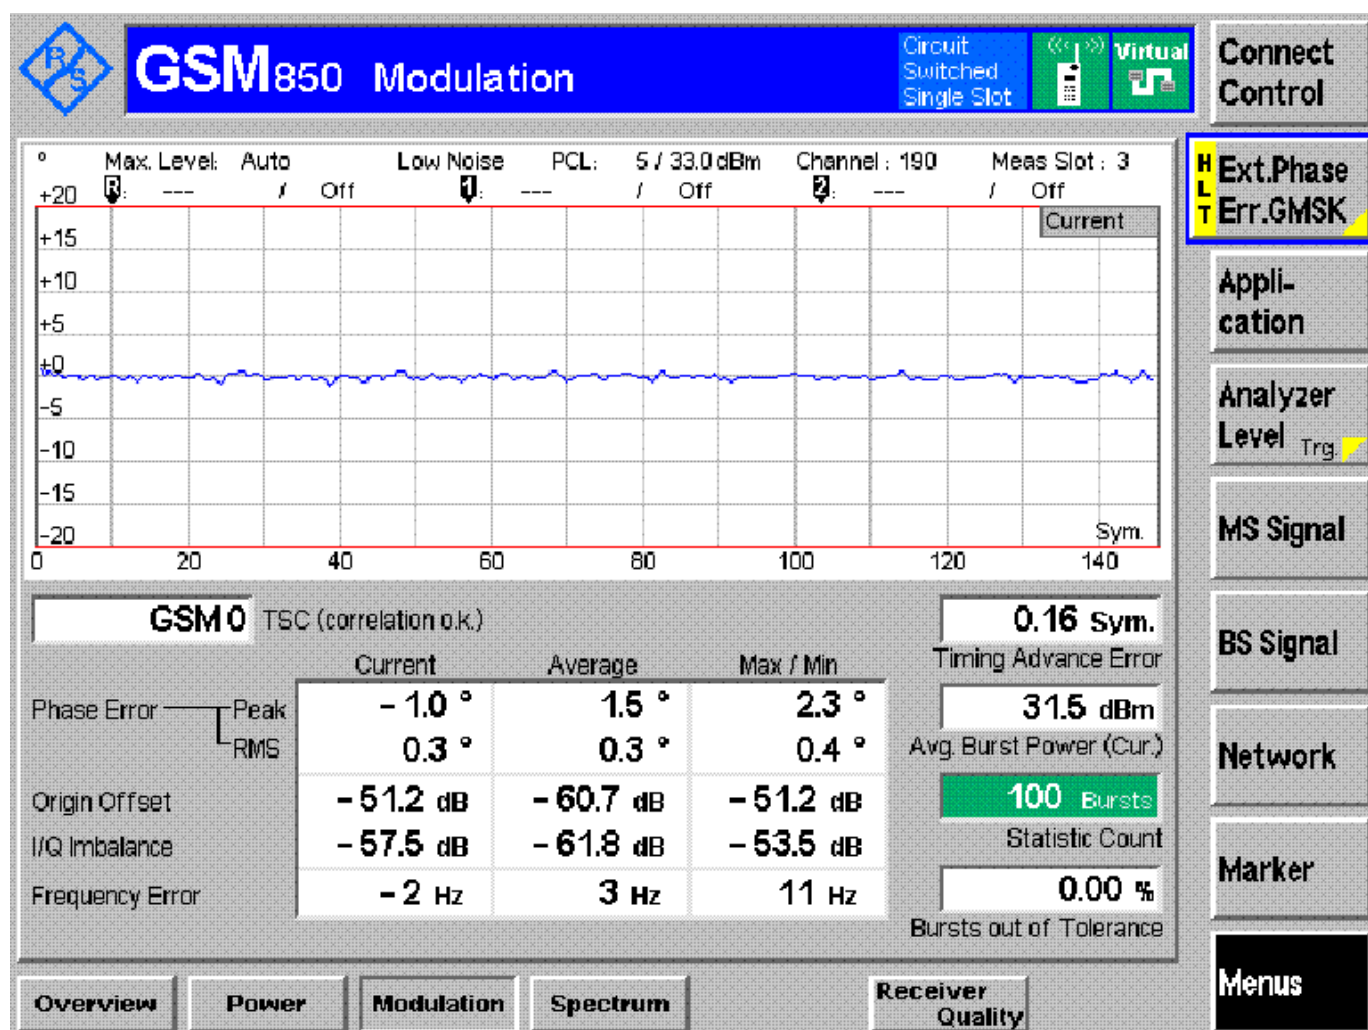 R&S
GSM850 Modulation
Circuit
Switched
Single Slot
Virtual
Connect
Control
° Max. Level: Auto Low Noise PCL: 5 / 33.0 dBm Channel : 190 Meas Slot : 3
R: --- / Off 1: --- / Off 2: --- / Off
HLT
Ext.Phase
Err.GMSK
+20
Current
+15
+10
+5
±0
-5
-10
-15
-20
Sym.
0 20 40 60 80 100 120 140
Appli-
cation
Analyzer
Level Trg.
MS Signal
BS Signal
Network
Marker
Menus
GSM 0 TSC (correlation o.k.)
0.16 Sym.
Timing Advance Error
Current Average Max / Min
Phase Error Peak - 1.0 ° 1.5 ° 2.3 °
RMS 0.3 ° 0.3 ° 0.4 °
31.5 dBm
Avg. Burst Power (Cur.)
Origin Offset - 51.2 dB - 60.7 dB - 51.2 dB
100 Bursts
Statistic Count
I/Q Imbalance - 57.5 dB - 61.8 dB - 53.5 dB
Frequency Error - 2 Hz 3 Hz 11 Hz
0.00 %
Bursts out of Tolerance
Overview Power Modulation Spectrum
Receiver
Quality